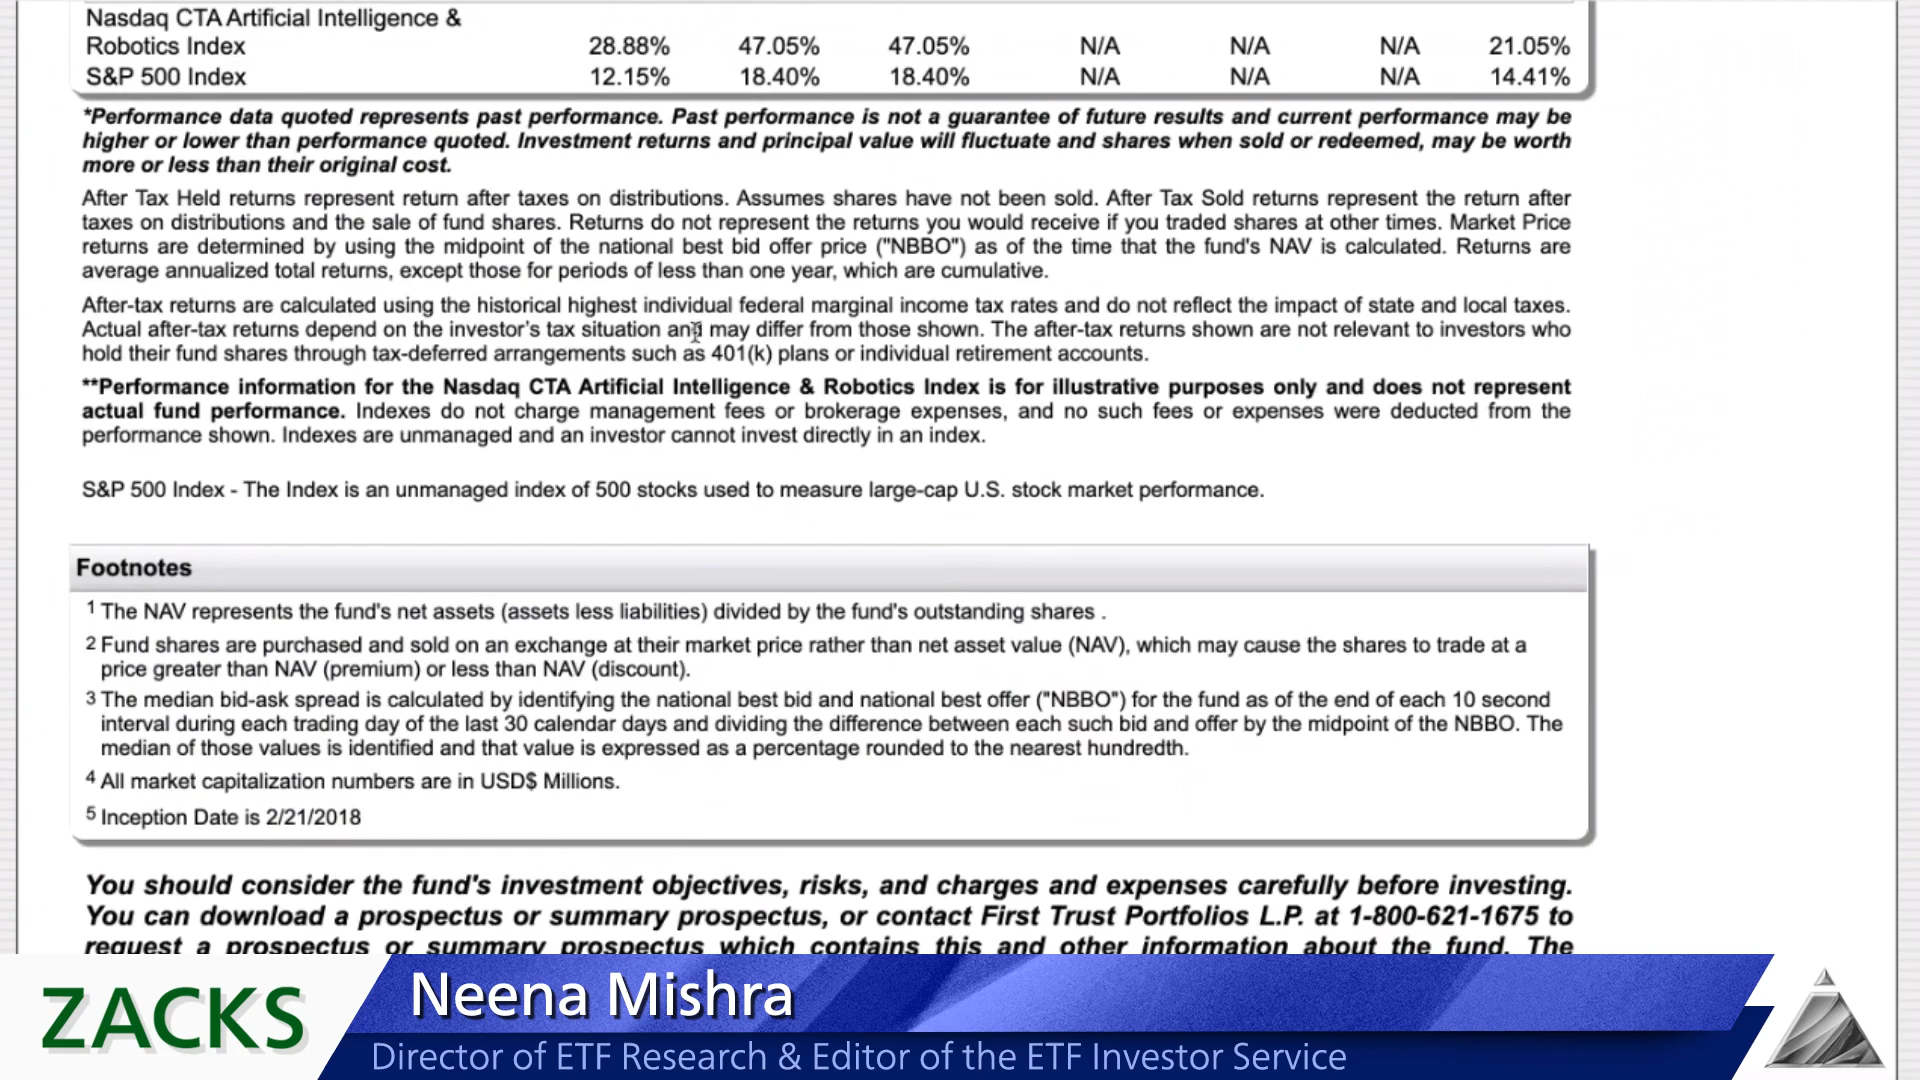 Nasdaq CTA Artificial Intelligence &
Robotics Index 28.88% 47.05% 47.05% N/A N/A N/A 21.05%
S&P 500 Index 12.15% 18.40% 18.40% N/A N/A N/A 14.41%
*Performance data quoted represents past performance. Past performance is not a guarantee of future results and current performance may be
higher or lower than performance quoted. Investment returns and principal value will fluctuate and shares when sold or redeemed, may be worth
more or less than their original cost.
After Tax Held returns represent return after taxes on distributions. Assumes shares have not been sold. After Tax Sold returns represent the return after
taxes on distributions and the sale of fund shares. Returns do not represent the returns you would receive if you traded shares at other times. Market Price
returns are determined by using the midpoint of the national best bid offer price ("NBBO") as of the time that the fund's NAV is calculated. Returns are
average annualized total returns, except those for periods of less than one year, which are cumulative.
After-tax returns are calculated using the historical highest individual federal marginal income tax rates and do not reflect the impact of state and local taxes.
Actual after-tax returns depend on the investor's tax situation and may differ from those shown. The after-tax returns shown are not relevant to investors who
hold their fund shares through tax-deferred arrangements such as 401(k) plans or individual retirement accounts.
**Performance information for the Nasdaq CTA Artificial Intelligence & Robotics Index is for illustrative purposes only and does not represent
actual fund performance. Indexes do not charge management fees or brokerage expenses, and no such fees or expenses were deducted from the
performance shown. Indexes are unmanaged and an investor cannot invest directly in an index.
S&P 500 Index - The Index is an unmanaged index of 500 stocks used to measure large-cap U.S. stock market performance.
Footnotes
1 The NAV represents the fund's net assets (assets less liabilities) divided by the fund's outstanding shares .
2 Fund shares are purchased and sold on an exchange at their market price rather than net asset value (NAV), which may cause the shares to trade at a
price greater than NAV (premium) or less than NAV (discount).
3 The median bid-ask spread is calculated by identifying the national best bid and national best offer ("NBBO") for the fund as of the end of each 10 second
interval during each trading day of the last 30 calendar days and dividing the difference between each such bid and offer by the midpoint of the NBBO. The
median of those values is identified and that value is expressed as a percentage rounded to the nearest hundredth.
4 All market capitalization numbers are in USD$ Millions.
5 Inception Date is 2/21/2018
You should consider the fund's investment objectives, risks, and charges and expenses carefully before investing.
You can download a prospectus or summary prospectus, or contact First Trust Portfolios L.P. at 1-800-621-1675 to
request a prospectus or summary prospectus which contains this and other information about the fund. The
ZACKS
Neena Mishra
Director of ETF Research & Editor of the ETF Investor Service